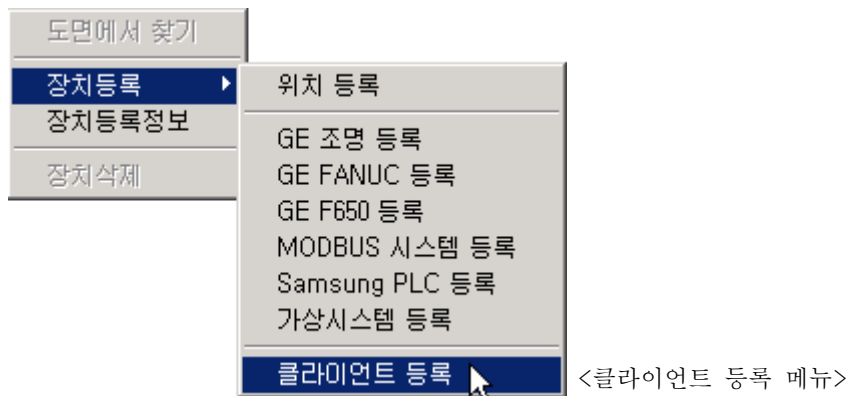 도면에서 찾기
장치등록
장치등록정보
장치삭제
위치 등록
GE 조명 등록
GE FANUC 등록
GE F650 등록
MODBUS 시스템 등록
Samsung PLC 등록
가상시스템 등록
클라이언트 등록
<클라이언트 등록 메뉴>